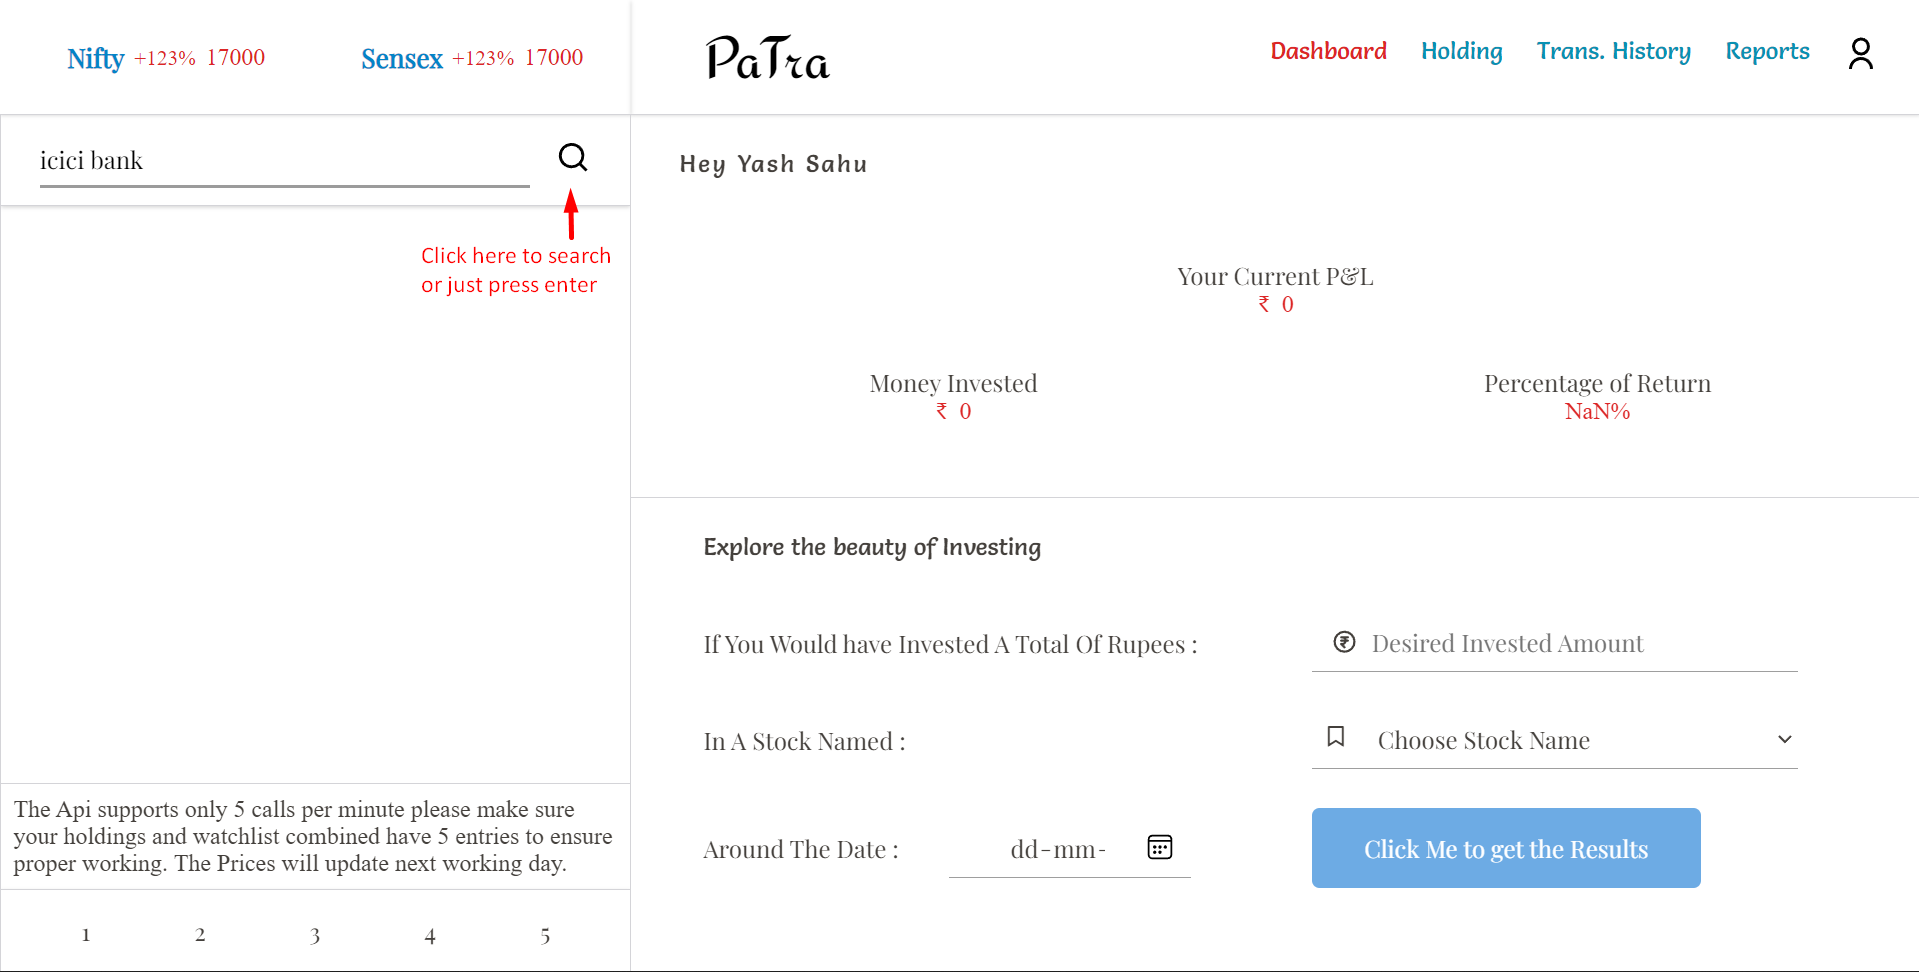 Nifty +123% 17000 Sensex +123% 17000
PaTra
Dashboard Holding Trans. History Reports
icici bank
Click here to search
or just press enter
The Api supports only 5 calls per minute please make sure
your holdings and watchlist combined have 5 entries to ensure
proper working. The Prices will update next working day.
1 2 3 4 5
Hey Yash Sahu
Your Current P&L
₹ 0
Money Invested
₹ 0
Percentage of Return
NaN%
Explore the beauty of Investing
If You Would have Invested A Total Of Rupees :
Desired Invested Amount
In A Stock Named :
Choose Stock Name
Around The Date :
dd-mm-
Click Me to get the Results